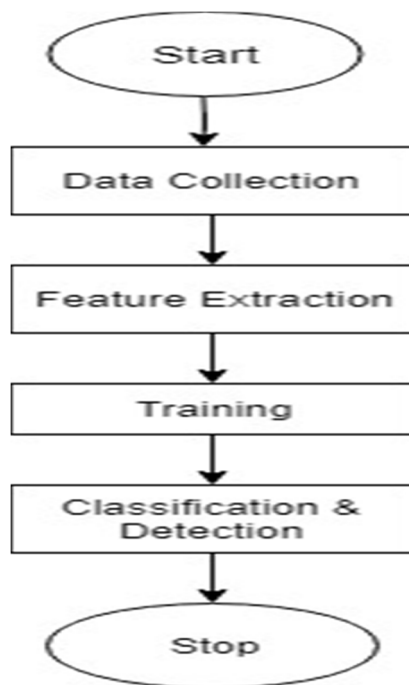 Start
Data Collection
Feature Extraction
Training
Classification &
Detection
Stop